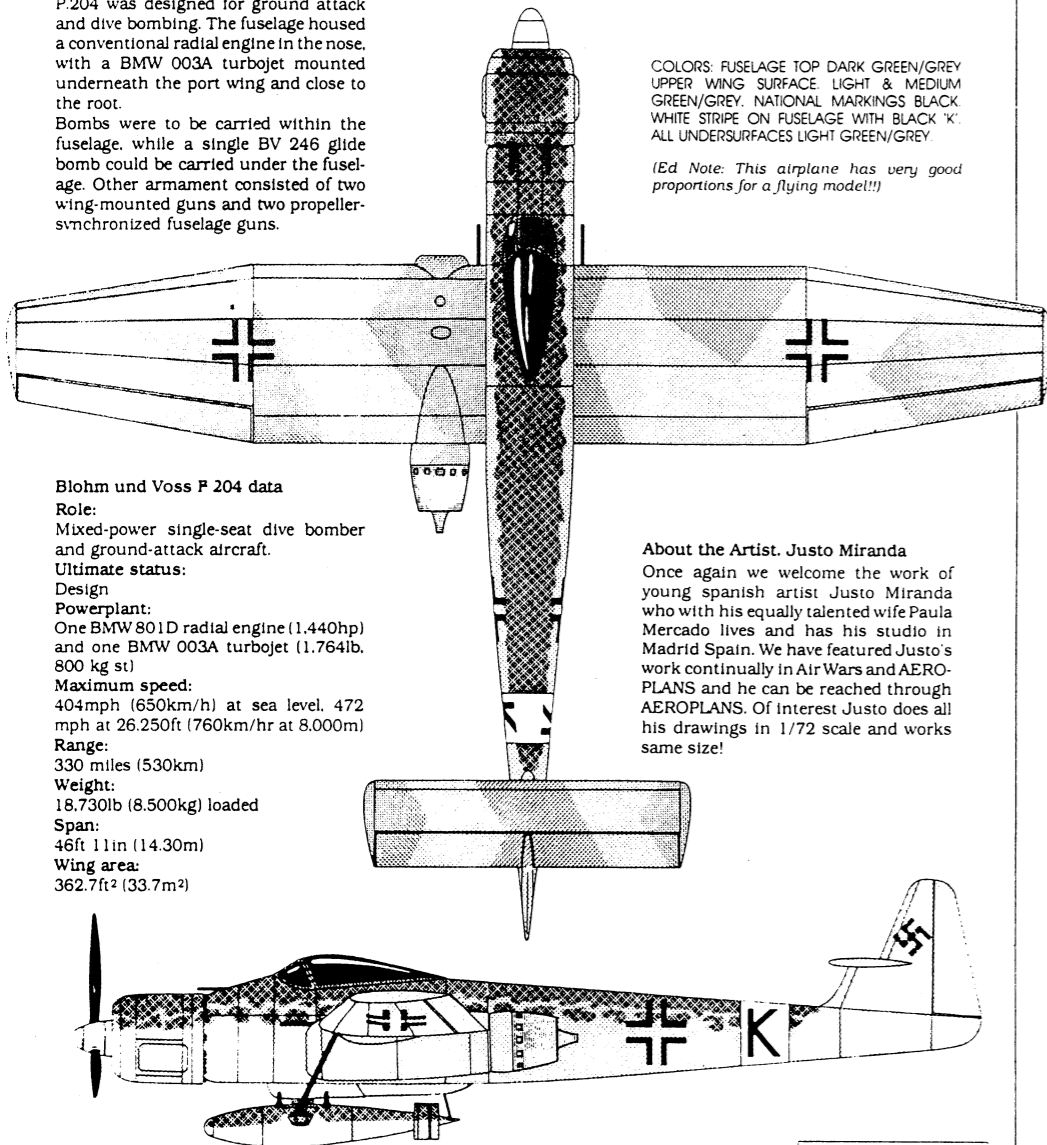 P.204 was designed for ground attack
and dive bombing. The fuselage housed
a conventional radial engine in the nose,
with a BMW 003A turbojet mounted
underneath the port wing and close to
the root.
Bombs were to be carried within the
fuselage, while a single BV 246 glide
bomb could be carried under the fusel-
age. Other armament consisted of two
wing-mounted guns and two propeller-
synchronized fuselage guns.
COLORS: FUSELAGE TOP DARK GREEN/GREY
UPPER WING SURFACE. LIGHT & MEDIUM
GREEN/GREY. NATIONAL MARKINGS BLACK.
WHITE STRIPE ON FUSELAGE WITH BLACK 'K'.
ALL UNDERSURFACES LIGHT GREEN/GREY.
(Ed Note: This airplane has very good
proportions for a flying model!!)
Blohm und Voss P 204 data
Role:
Mixed-power single-seat dive bomber
and ground-attack aircraft.
Ultimate status:
Design
Powerplant:
One BMW 801D radial engine (1,440hp)
and one BMW 003A turbojet (1,764lb,
800 kg st)
Maximum speed:
404mph (650km/h) at sea level, 472
mph at 26,250ft (760km/hr at 8,000m)
Range:
330 miles (530km)
Weight:
18,730lb (8,500kg) loaded
Span:
46ft 11in (14.30m)
Wing area:
362.7ft² (33.7m²)
About the Artist. Justo Miranda
Once again we welcome the work of
young spanish artist Justo Miranda
who with his equally talented wife Paula
Mercado lives and has his studio in
Madrid Spain. We have featured Justo's
work continually in Air Wars and AERO-
PLANS and he can be reached through
AEROPLANS. Of interest Justo does all
his drawings in 1/72 scale and works
same size!
K
K